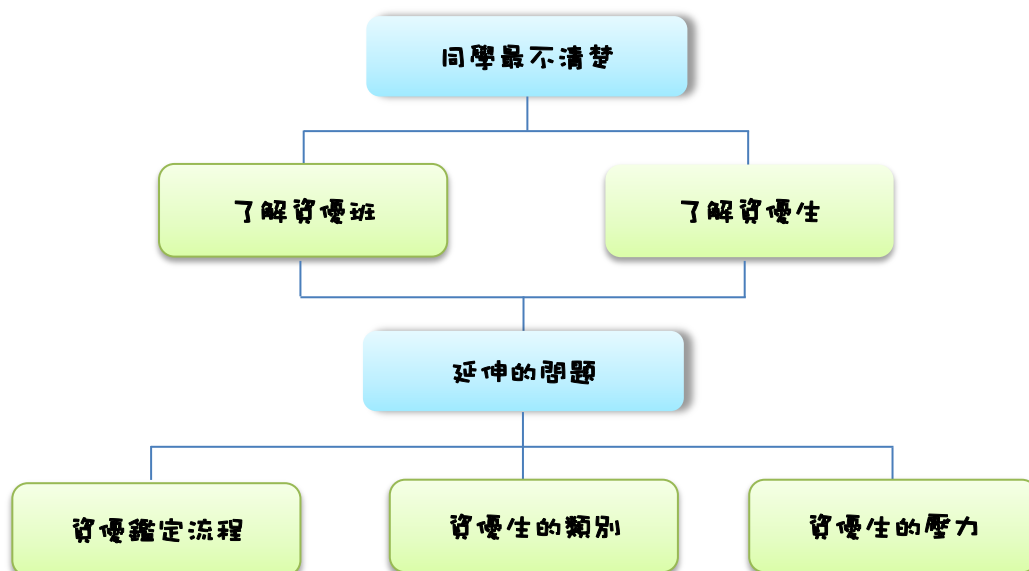 同學最不清楚
了解資優班
了解資優生
延伸的問題
資優鑑定流程
資優生的類別
資優生的壓力